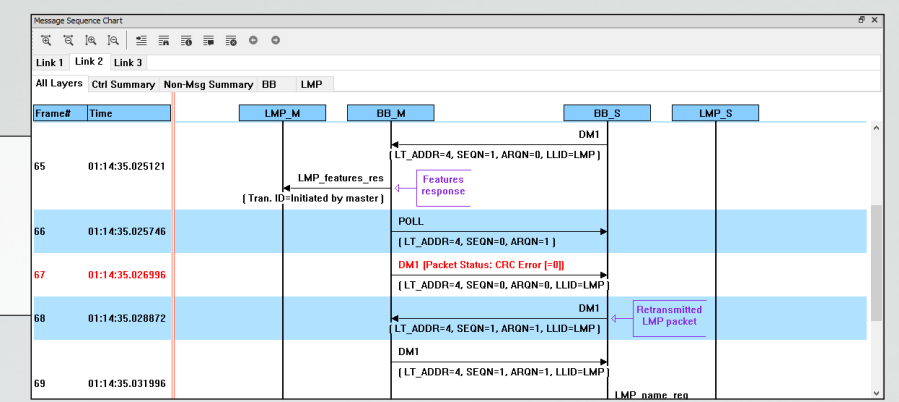 Message Sequence Chart
Link 1 Link 2 Link 3
All Layers Ctrl Summary Non-Msg Summary BB LMP
Frame# Time LMP_M BB_M BB_S LMP_S
DM1
( LT_ADDR=4, SEQN=1, ARQN=0, LLID=LMP )
65 01:14:35.025121
LMP_features_res
( Tran. ID=Initiated by master )
Features
response
POLL
66 01:14:35.025746
( LT_ADDR=4, SEQN=0, ARQN=1 )
DM1 (Packet Status: CRC Error [=0])
67 01:14:35.026996
( LT_ADDR=4, SEQN=0, ARQN=0, LLID=LMP )
DM1
68 01:14:35.028872
( LT_ADDR=4, SEQN=1, ARQN=1, LLID=LMP )
Retransmitted
LMP packet
DM1
( LT_ADDR=4, SEQN=1, ARQN=1, LLID=LMP )
69 01:14:35.031996
LMP_name_req